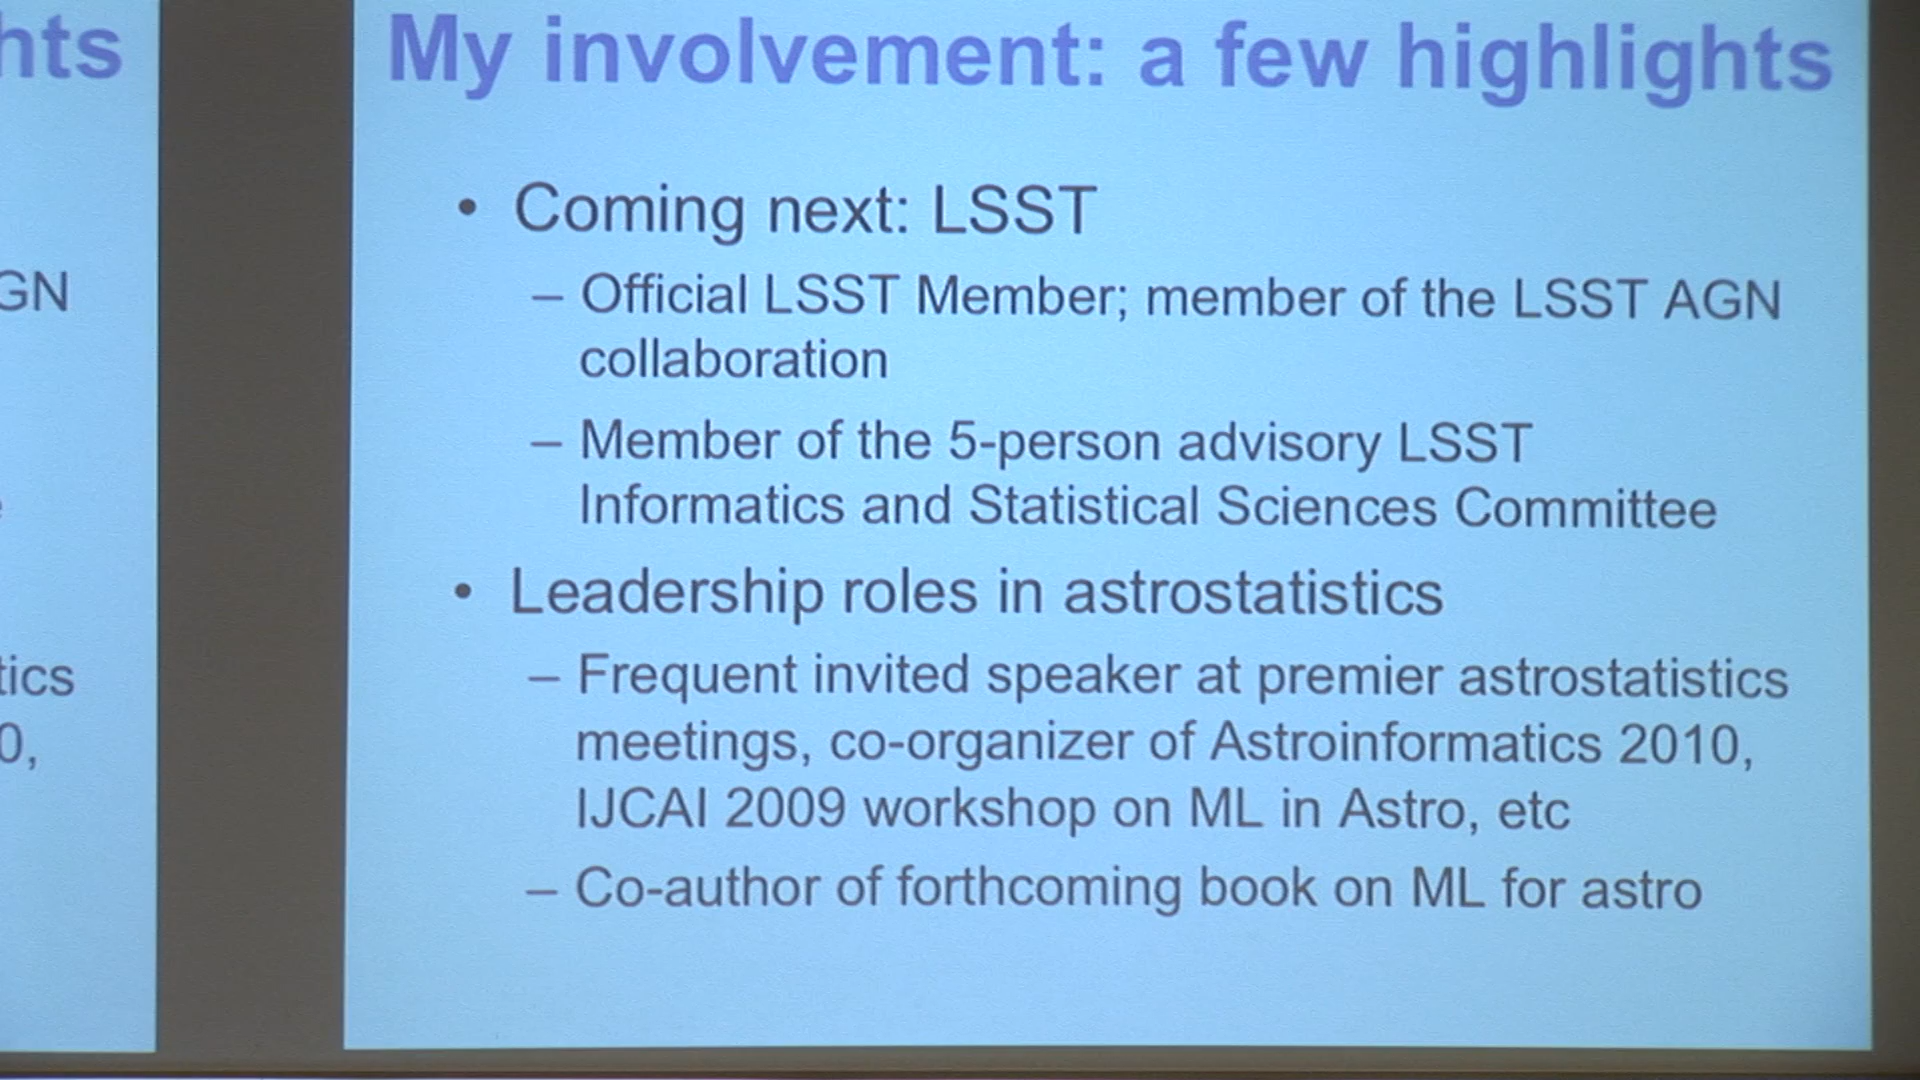 hts
GN
tics
0,
My involvement: a few highlights
• Coming next: LSST
– Official LSST Member; member of the LSST AGN
collaboration
– Member of the 5-person advisory LSST
Informatics and Statistical Sciences Committee
• Leadership roles in astrostatistics
– Frequent invited speaker at premier astrostatistics
meetings, co-organizer of Astroinformatics 2010,
IJCAI 2009 workshop on ML in Astro, etc
– Co-author of forthcoming book on ML for astro